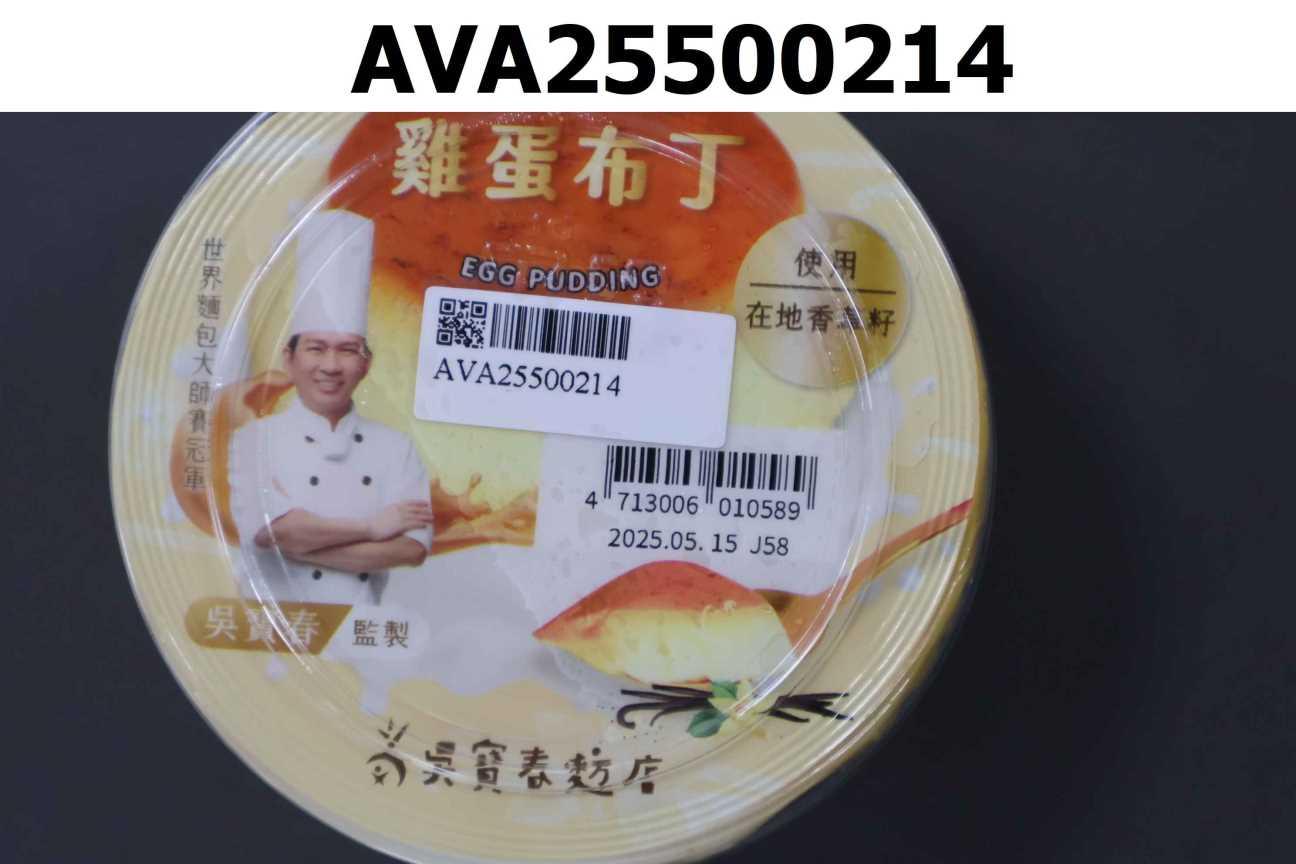 AVA25500214
雞蛋布丁
EGG PUDDING
使用
在地香草籽
世界麵包大師賽冠軍
AVA25500214
4 713006 010589
2025.05.15 J58
吳寶春 監製
吳寶春麪店